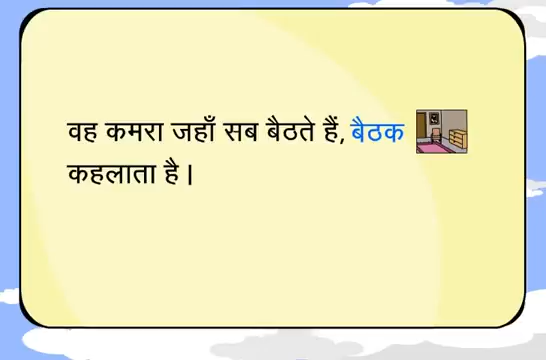 वह कमरा जहाँ सब बैठते हैं, बैठक
कहलाता है ।